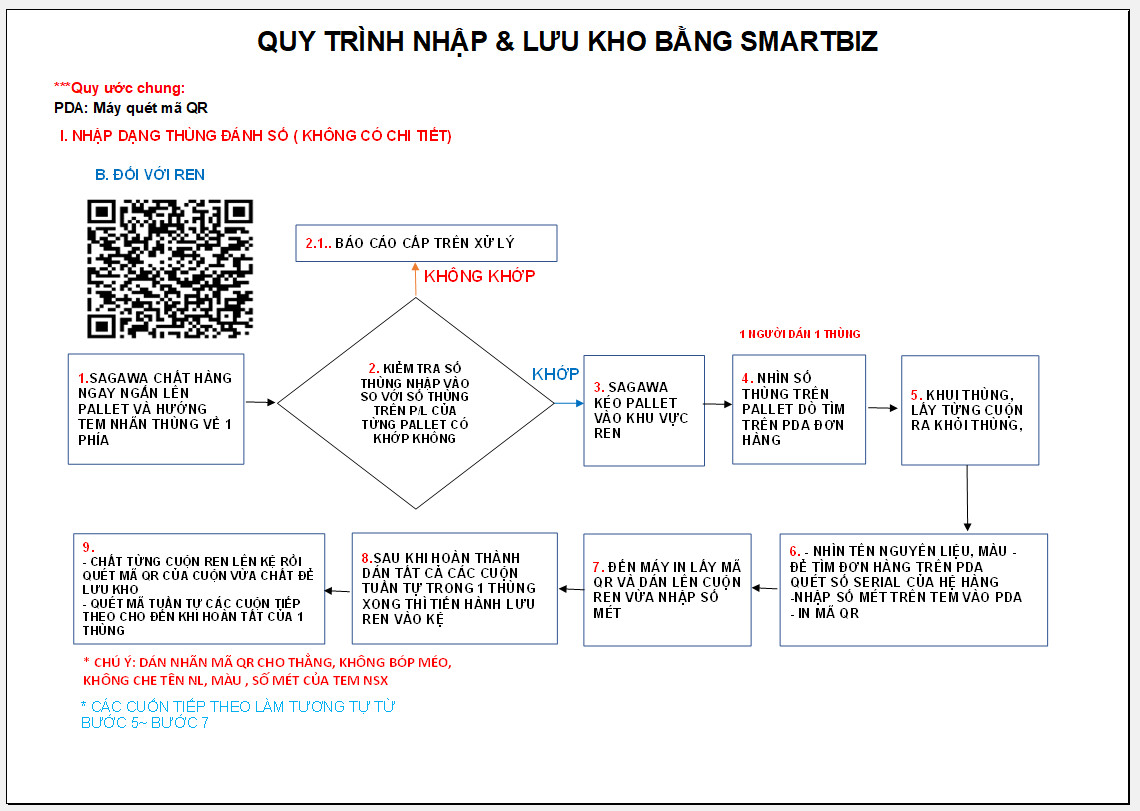 QUY TRÌNH NHẬP & LƯU KHO BẰNG SMARTBIZ
***Quy ước chung:
PDA: Máy quét mã QR
I. NHẬP DẠNG THÙNG ĐÁNH SỐ ( KHÔNG CÓ CHI TIẾT)
B. ĐỐI VỚI REN
2.1.. BÁO CÁO CẤP TRÊN XỬ LÝ
KHÔNG KHỚP
1.SAGAWA CHẤT HÀNG
NGAY NGẮN LÊN
PALLET VÀ HƯỚNG
TEM NHÃN THÙNG VỀ 1
PHÍA
2. KIỂM TRA SỐ
THÙNG NHẬP VÀO
SO VỚI SỐ THÙNG
TRÊN P/L CỦA
TỪNG PALLET CÓ
KHỚP KHÔNG
KHỚP
3. SAGAWA
KÉO PALLET
VÀO KHU VỰC
REN
1 NGƯỜI DÁN 1 THÙNG
4. NHÌN SỐ
THÙNG TRÊN
PALLET DÒ TÌM
TRÊN PDA ĐƠN
HÀNG
5. KHUI THÙNG,
LẤY TỪNG CUỘN
RA KHỎI THÙNG,
6. - NHÌN TÊN NGUYÊN LIỆU, MÀU -
ĐỂ TÌM ĐƠN HÀNG TRÊN PDA
QUÉT SỐ SERIAL CỦA HỆ HÀNG
-NHẬP SỐ MÉT TRÊN TEM VÀO PDA
- IN MÃ QR
7. ĐẾN MÁY IN LẤY MÃ
QR VÀ DÁN LÊN CUỘN
REN VỪA NHẬP SỐ
MÉT
8.SAU KHI HOÀN THÀNH
DÁN TẤT CẢ CÁC CUỘN
TUẦN TỰ TRONG 1 THÙNG
XONG THÌ TIẾN HÀNH LƯU
REN VÀO KỆ
9.
- CHẤT TỪNG CUỘN REN LÊN KỆ RỒI
QUÉT MÃ QR CỦA CUỘN VỪA CHẤT ĐỂ
LƯU KHO
- QUÉT MÃ TUẦN TỰ CÁC CUỘN TIẾP
THEO CHO ĐẾN KHI HOÀN TẤT CỦA 1
THÙNG
* CHÚ Ý: DÁN NHÃN MÃ QR CHO THẲNG, KHÔNG BÓP MÉO,
KHÔNG CHE TÊN NL, MÀU , SỐ MÉT CỦA TEM NSX
* CÁC CUỐN TIẾP THEO LÀM TƯƠNG TỰ TỪ
BƯỚC 5~ BƯỚC 7